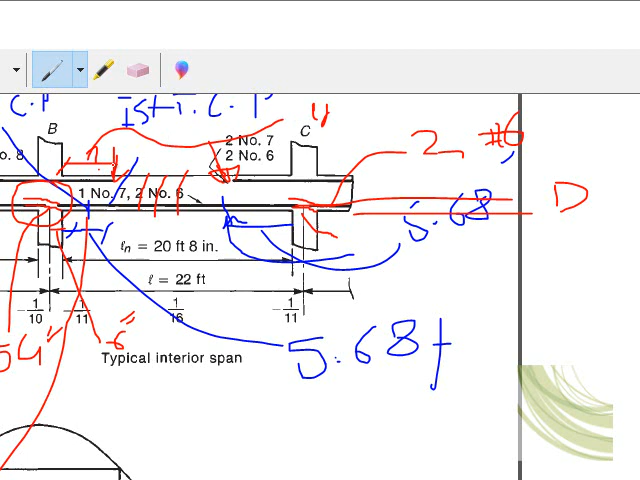 C.P Ist I.C.P
B C
2 #6
2 No. 7
o. 8 2 No. 6
1 No. 7, 2 No. 6 D
5.68
ℓn = 20 ft 8 in.
ℓ = 22 ft
-1/10 -1/11 1/16 -1/11
6"
5.68 f
Typical interior span